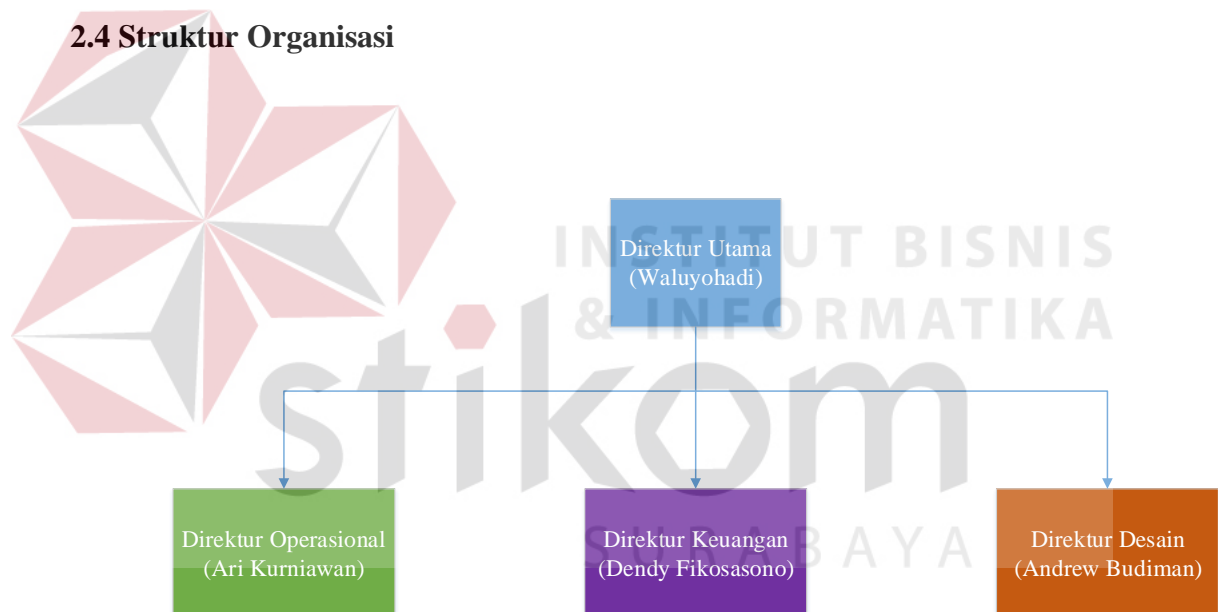 2.4 Struktur Organisasi
INSTITUT BISNIS
& INFORMATIKA
stikom
SURABAYA
Direktur Utama
(Waluyohadi)
Direktur Operasional
(Ari Kurniawan)
Direktur Keuangan
(Dendy Fikosasono)
Direktur Desain
(Andrew Budiman)